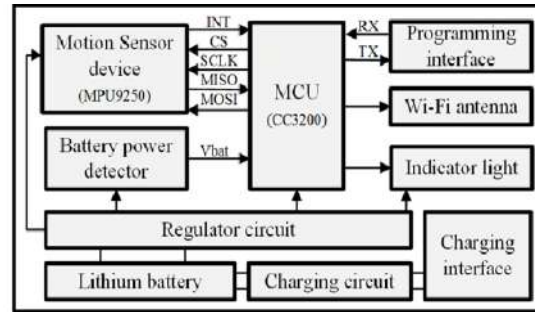 Motion Sensor
device
(MPU9250)
INT
CS
SCLK
MISO
MOSI
MCU
(CC3200)
RX
TX
Programming
interface
Wi-Fi antenna
Battery power
detector
Vbat
Indicator light
Regulator circuit
Charging
interface
Lithium battery
Charging circuit